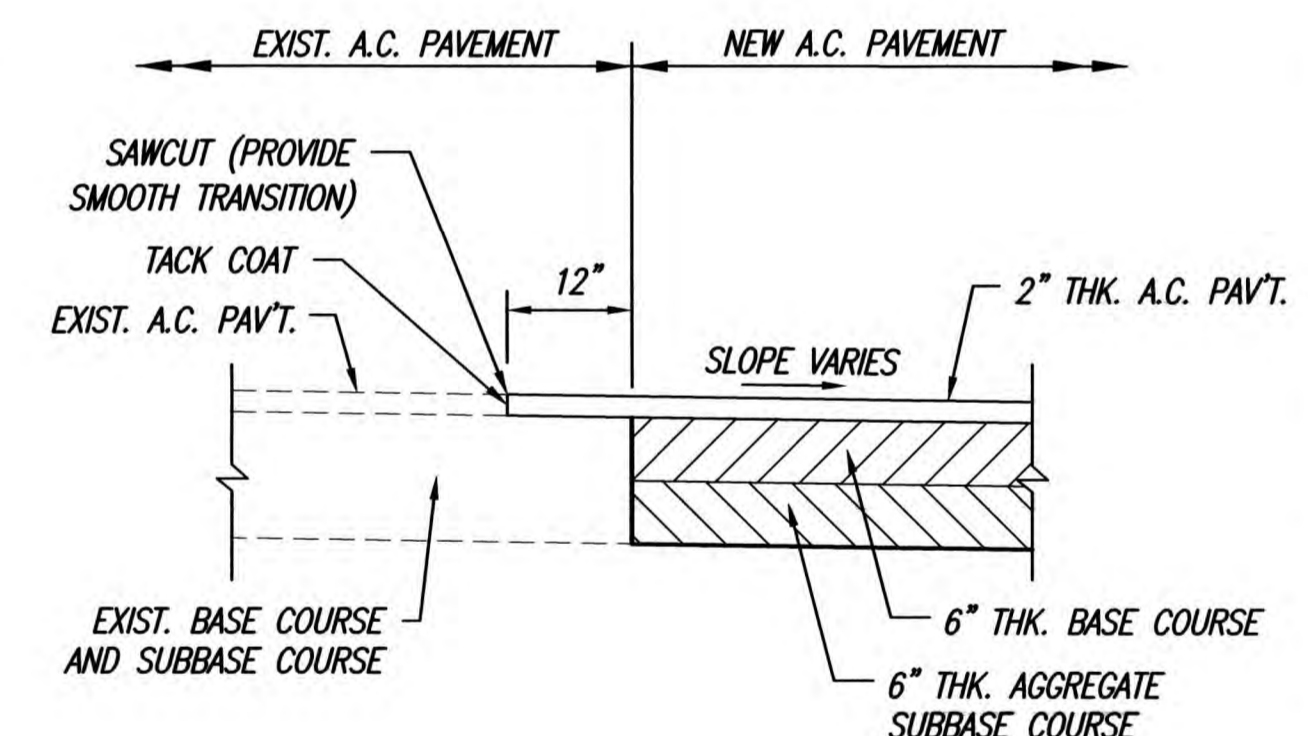 EXIST. A.C. PAVEMENT
NEW A.C. PAVEMENT
SAWCUT (PROVIDE
SMOOTH TRANSITION)
TACK COAT
12"
EXIST. A.C. PAV'T.
2" THK. A.C. PAV'T.
SLOPE VARIES
EXIST. BASE COURSE
AND SUBBASE COURSE
6" THK. BASE COURSE
6" THK. AGGREGATE
SUBBASE COURSE